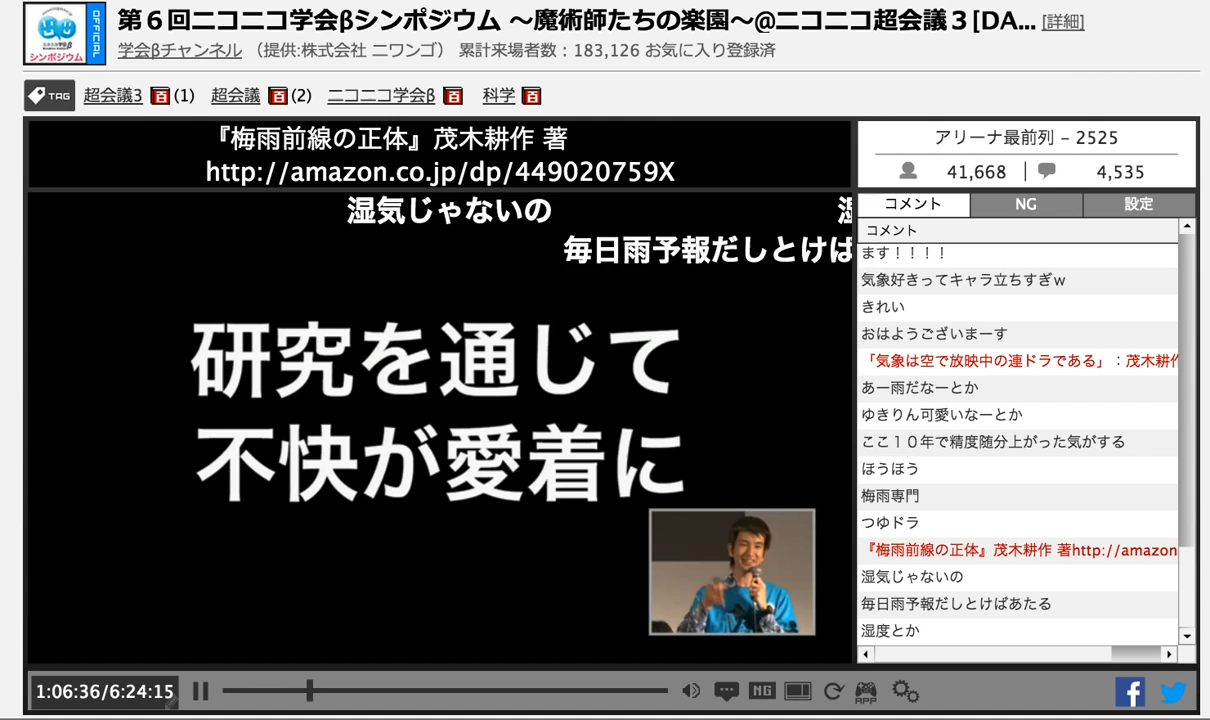 第６回ニコニコ学会βシンポジウム ～魔術師たちの楽園～@ニコニコ超会議３[DA... [詳細]
OFFICIAL
シンポジウム
学会βチャンネル （提供:株式会社 ニワンゴ） 累計来場者数：183,126 お気に入り登録済
TAG 超会議3 百 (1) 超会議 百 (2) ニコニコ学会β 百 科学 百
『梅雨前線の正体』茂木耕作 著
http://amazon.co.jp/dp/449020759X
湿気じゃないの
毎日雨予報だしとけば
研究を通じて
不快が愛着に
アリーナ最前列 – 2525
41,668 | 4,535
コメント NG 設定
コメント
ます！！！！
気象好きってキャラ立ちすぎｗ
きれい
おはようございまーす
「気象は空で放映中の連ドラである」：茂木耕作
あー雨だなーとか
ゆきりん可愛いなーとか
ここ１０年で精度随分上がった気がする
ほうほう
梅雨専門
つゆドラ
『梅雨前線の正体』茂木耕作 著http://amazon
湿気じゃないの
毎日雨予報だしとけばあたる
湿度とか
1:06:36/6:24:15 NG APP